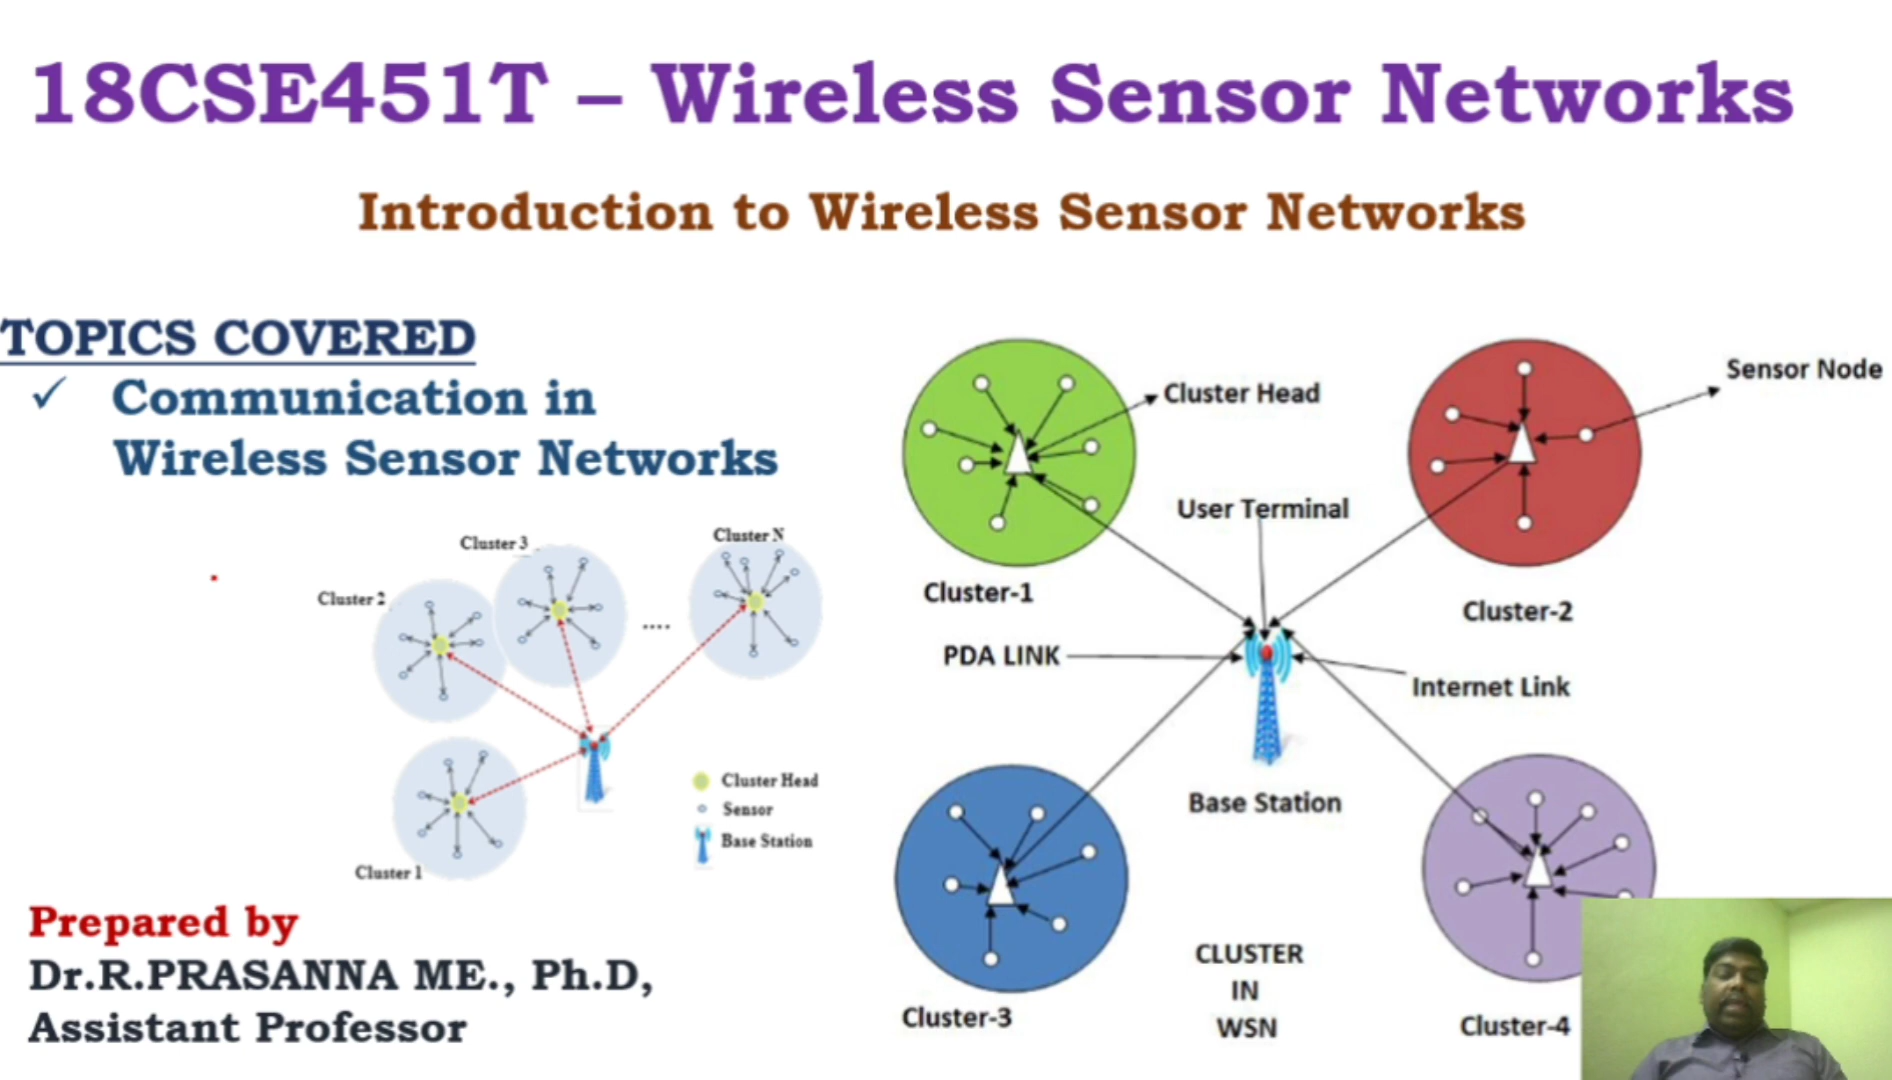 18CSE451T – Wireless Sensor Networks
Introduction to Wireless Sensor Networks
TOPICS COVERED
✓ Communication in
Wireless Sensor Networks
Cluster 3
Cluster N
Cluster 2
....
Cluster Head
Sensor
Base Station
Cluster 1
Prepared by
Dr.R.PRASANNA ME., Ph.D,
Assistant Professor
Cluster Head
Sensor Node
User Terminal
Cluster-1
Cluster-2
PDA LINK
Internet Link
Base Station
CLUSTER
IN
WSN
Cluster-3
Cluster-4